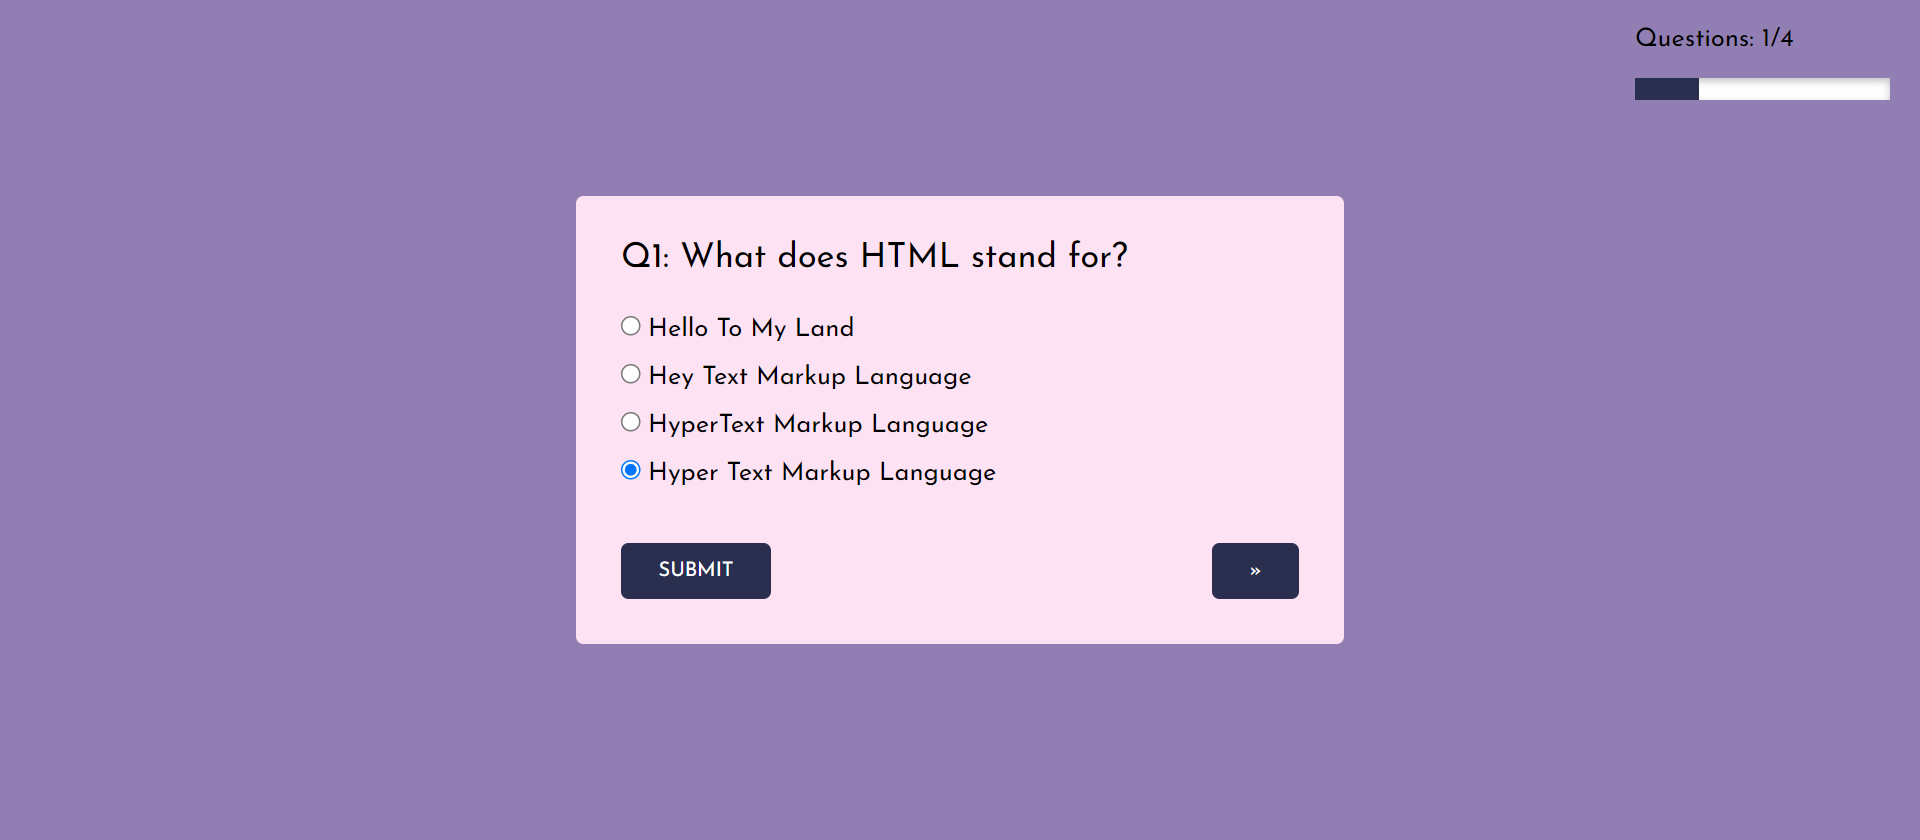 Questions: 1/4
Q1: What does HTML stand for?
Hello To My Land
Hey Text Markup Language
HyperText Markup Language
Hyper Text Markup Language
SUBMIT
»